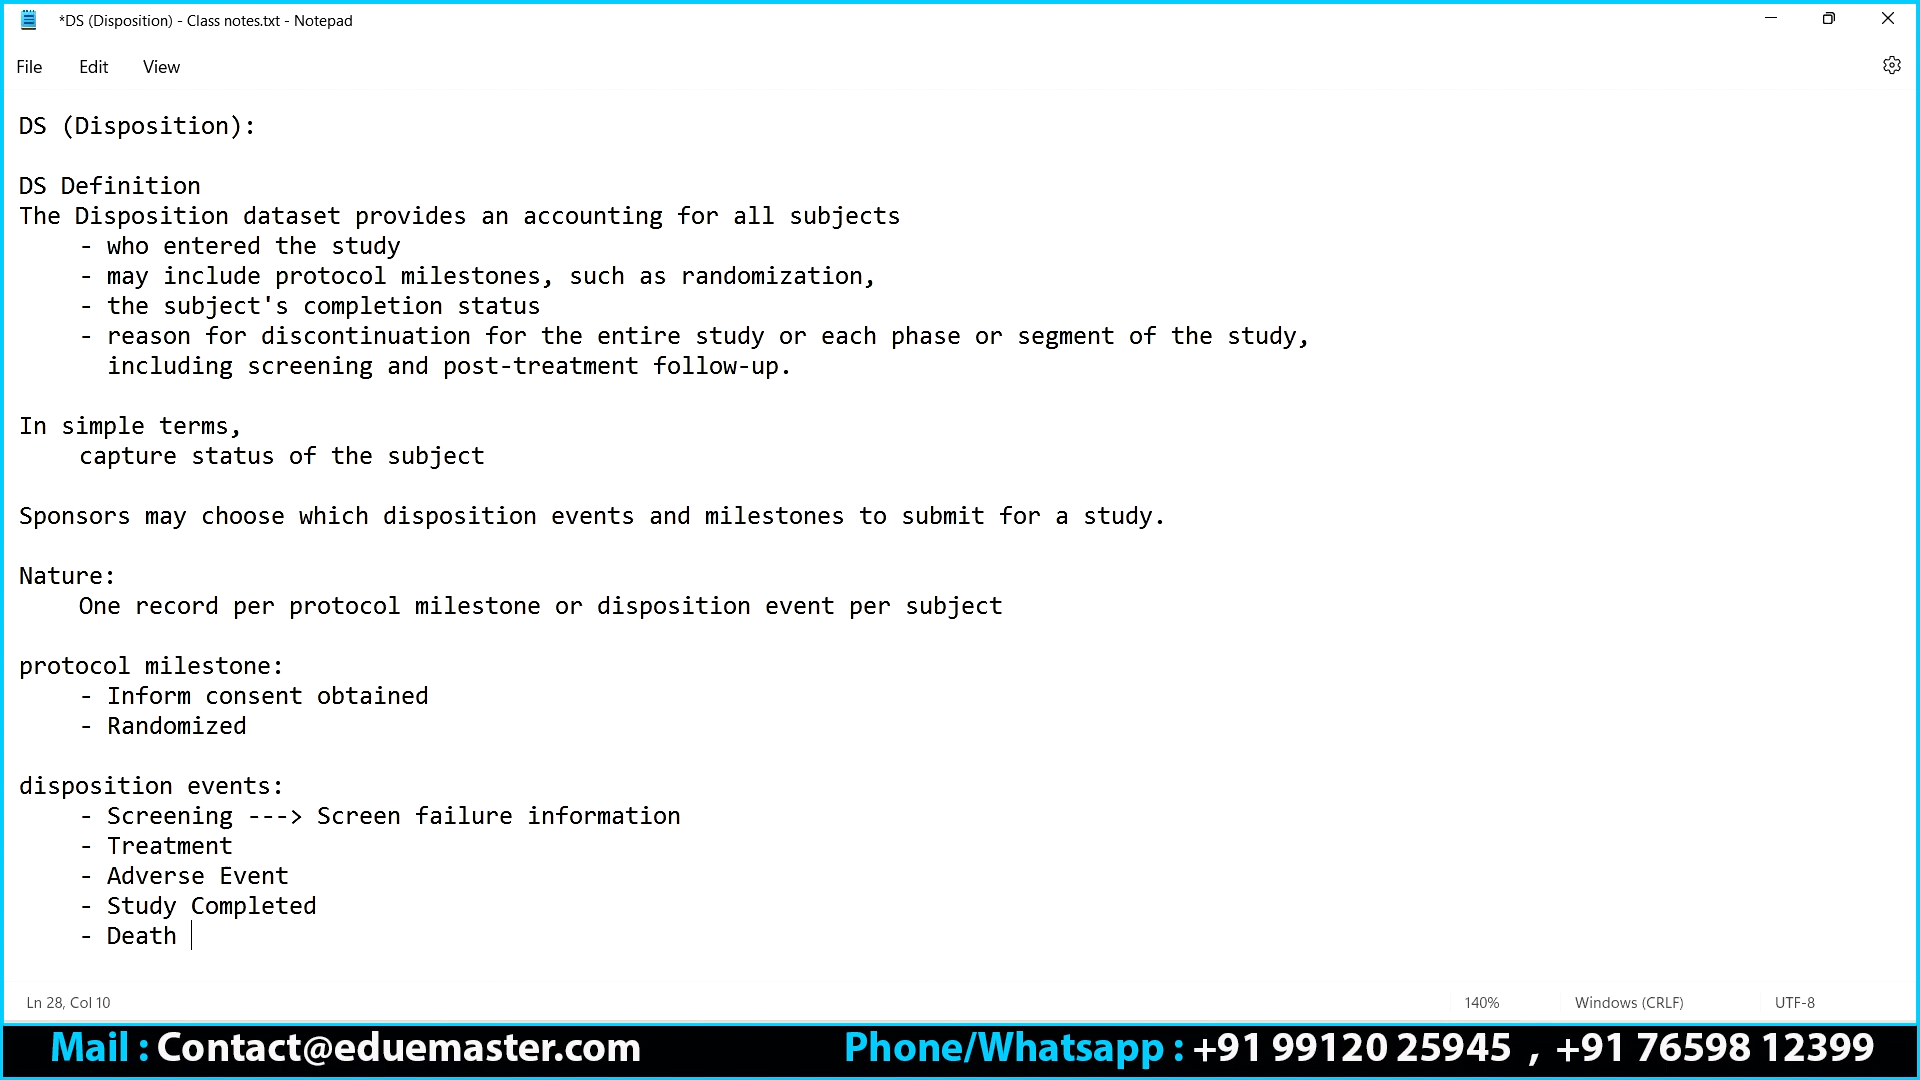 *DS (Disposition) - Class notes.txt - Notepad
File Edit View
DS (Disposition):
DS Definition
The Disposition dataset provides an accounting for all subjects
- who entered the study
- may include protocol milestones, such as randomization,
- the subject's completion status
- reason for discontinuation for the entire study or each phase or segment of the study,
including screening and post-treatment follow-up.
In simple terms,
capture status of the subject
Sponsors may choose which disposition events and milestones to submit for a study.
Nature:
One record per protocol milestone or disposition event per subject
protocol milestone:
- Inform consent obtained
- Randomized
disposition events:
- Screening ---> Screen failure information
- Treatment
- Adverse Event
- Study Completed
- Death
Ln 28, Col 10 140% Windows (CRLF) UTF-8
Mail : Contact@eduemaster.com Phone/Whatsapp : +91 99120 25945 , +91 76598 12399